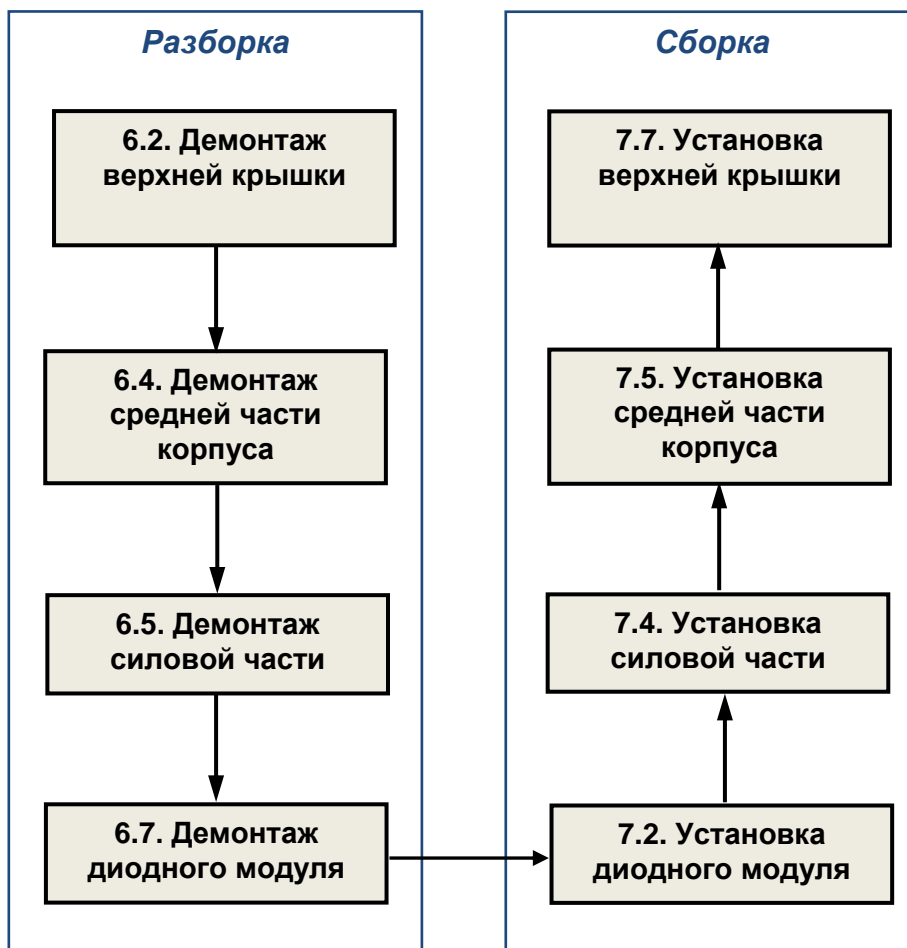 Разборка
6.2. Демонтаж
верхней крышки
6.4. Демонтаж
средней части
корпуса
6.5. Демонтаж
силовой части
6.7. Демонтаж
диодного модуля
Сборка
7.7. Установка
верхней крышки
7.5. Установка
средней части
корпуса
7.4. Установка
силовой части
7.2. Установка
диодного модуля